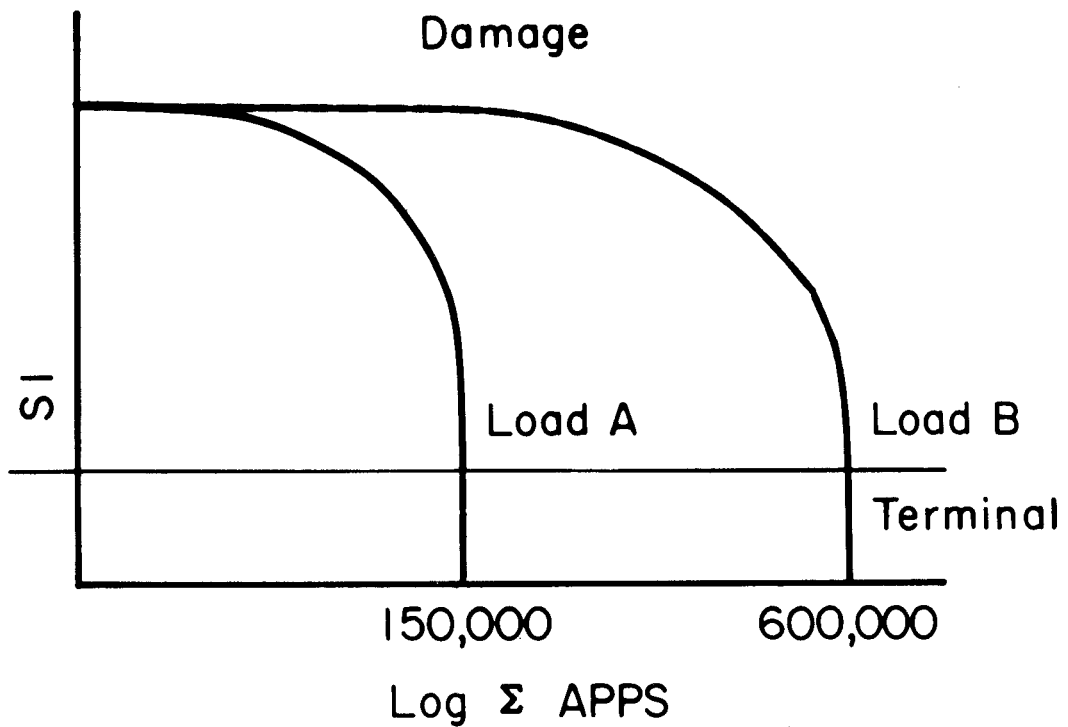 Damage
SI
Load A
Load B
Terminal
150,000
600,000
Log Σ APPS